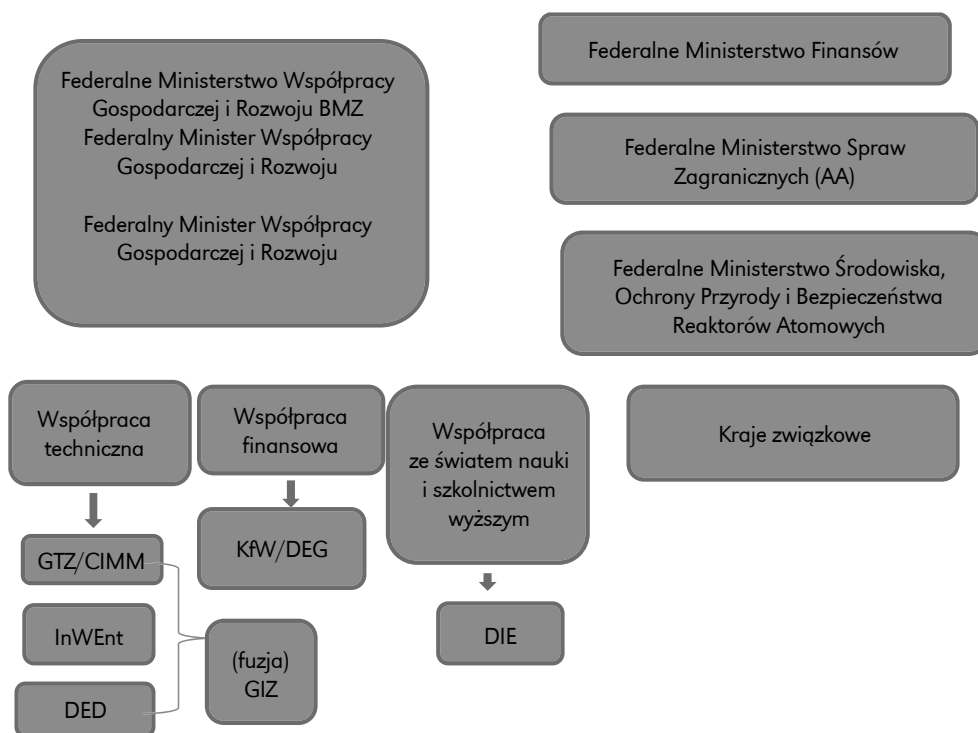 Federalne Ministerstwo Współpracy
Gospodarczej i Rozwoju BMZ
Federalny Minister Współpracy
Gospodarczej i Rozwoju
Federalny Minister Współpracy
Gospodarczej i Rozwoju
Federalne Ministerstwo Finansów
Federalne Ministerstwo Spraw
Zagranicznych (AA)
Federalne Ministerstwo Środowiska,
Ochrony Przyrody i Bezpieczeństwa
Reaktorów Atomowych
Współpraca
techniczna
Współpraca
finansowa
Współpraca
ze światem nauki
i szkolnictwem
wyższym
Kraje związkowe
GTZ/CIMM
KfW/DEG
InWEnt
DIE
(fuzja)
GIZ
DED